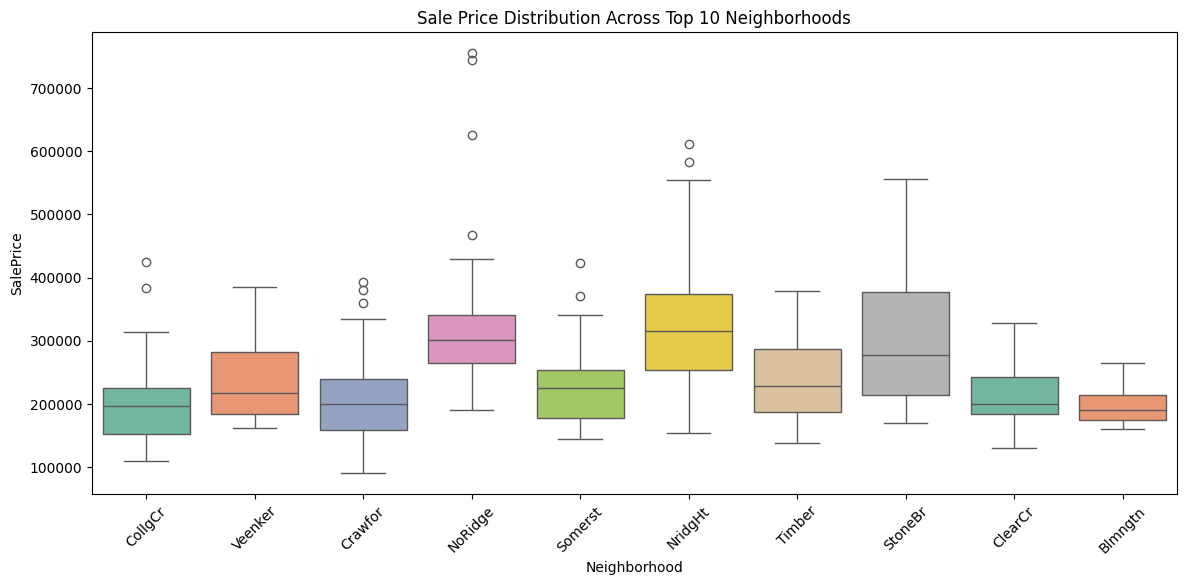 Sale Price Distribution Across Top 10 Neighborhoods
SalePrice
700000
600000
500000
400000
300000
200000
100000
CollgCr
Veenker
Crawfor
NoRidge
Somerst
NridgHt
Timber
StoneBr
ClearCr
Blmngtn
Neighborhood